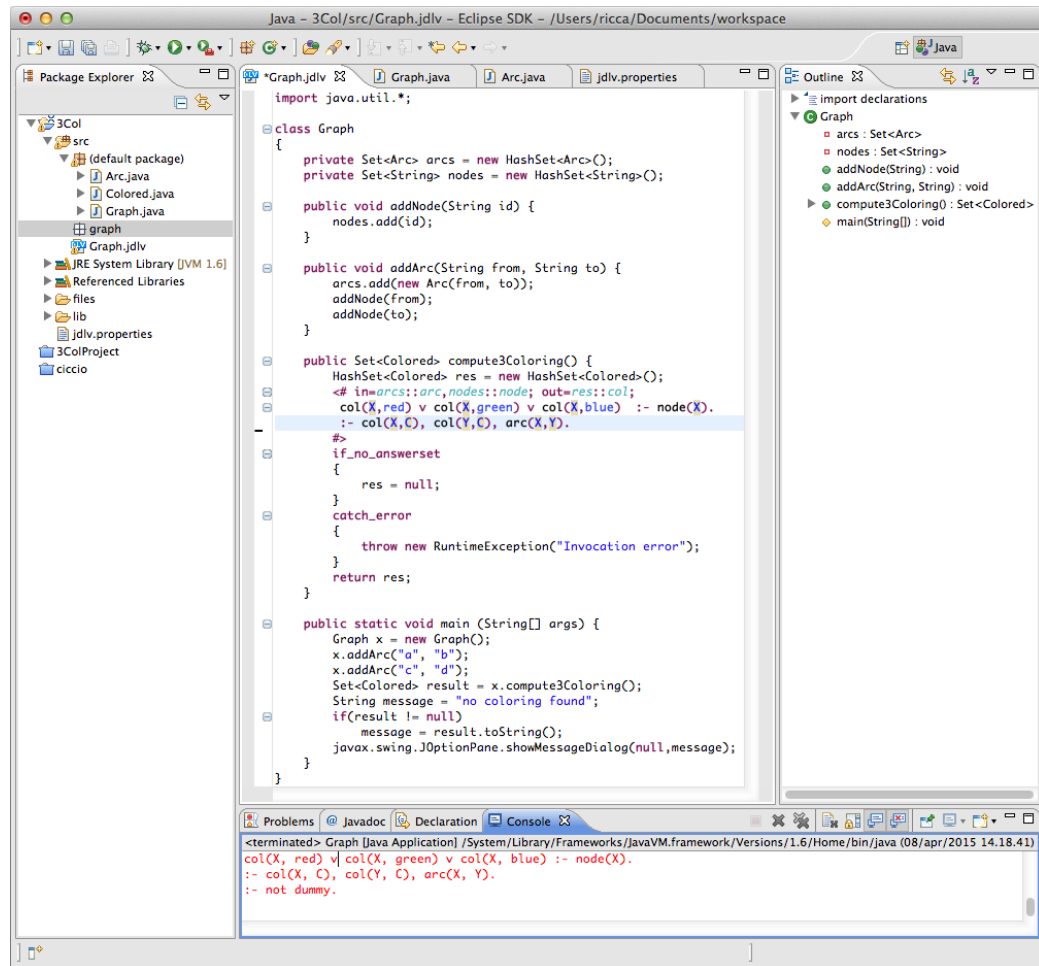 Java – 3Col/src/Graph.jdlv – Eclipse SDK – /Users/ricca/Documents/workspace
Java
Package Explorer
3Col
src
(default package)
Arc.java
Colored.java
Graph.java
graph
Graph.jdlv
JRE System Library [JVM 1.6]
Referenced Libraries
files
lib
jdlv.properties
3ColProject
ciccio
*Graph.jdlv Graph.java Arc.java jdlv.properties
import java.util.*;
class Graph
{
private Set<Arc> arcs = new HashSet<Arc>();
private Set<String> nodes = new HashSet<String>();
public void addNode(String id) {
nodes.add(id);
}
public void addArc(String from, String to) {
arcs.add(new Arc(from, to));
addNode(from);
addNode(to);
}
public Set<Colored> compute3Coloring() {
HashSet<Colored> res = new HashSet<Colored>();
<# in=arcs::arc,nodes::node; out=res::col;
col(X,red) v col(X,green) v col(X,blue) :- node(X).
:- col(X,C), col(Y,C), arc(X,Y).
#>
if_no_answerset
{
res = null;
}
catch_error
{
throw new RuntimeException("Invocation error");
}
return res;
}
public static void main (String[] args) {
Graph x = new Graph();
x.addArc("a", "b");
x.addArc("c", "d");
Set<Colored> result = x.compute3Coloring();
String message = "no coloring found";
if(result != null)
message = result.toString();
javax.swing.JOptionPane.showMessageDialog(null,message);
}
}
Outline
import declarations
Graph
arcs : Set<Arc>
nodes : Set<String>
addNode(String) : void
addArc(String, String) : void
compute3Coloring() : Set<Colored>
main(String[]) : void
Problems @ Javadoc Declaration Console
<terminated> Graph [Java Application] /System/Library/Frameworks/JavaVM.framework/Versions/1.6/Home/bin/java (08/apr/2015 14.18.41)
col(X, red) v col(X, green) v col(X, blue) :- node(X).
:- col(X, C), col(Y, C), arc(X, Y).
:- not dummy.